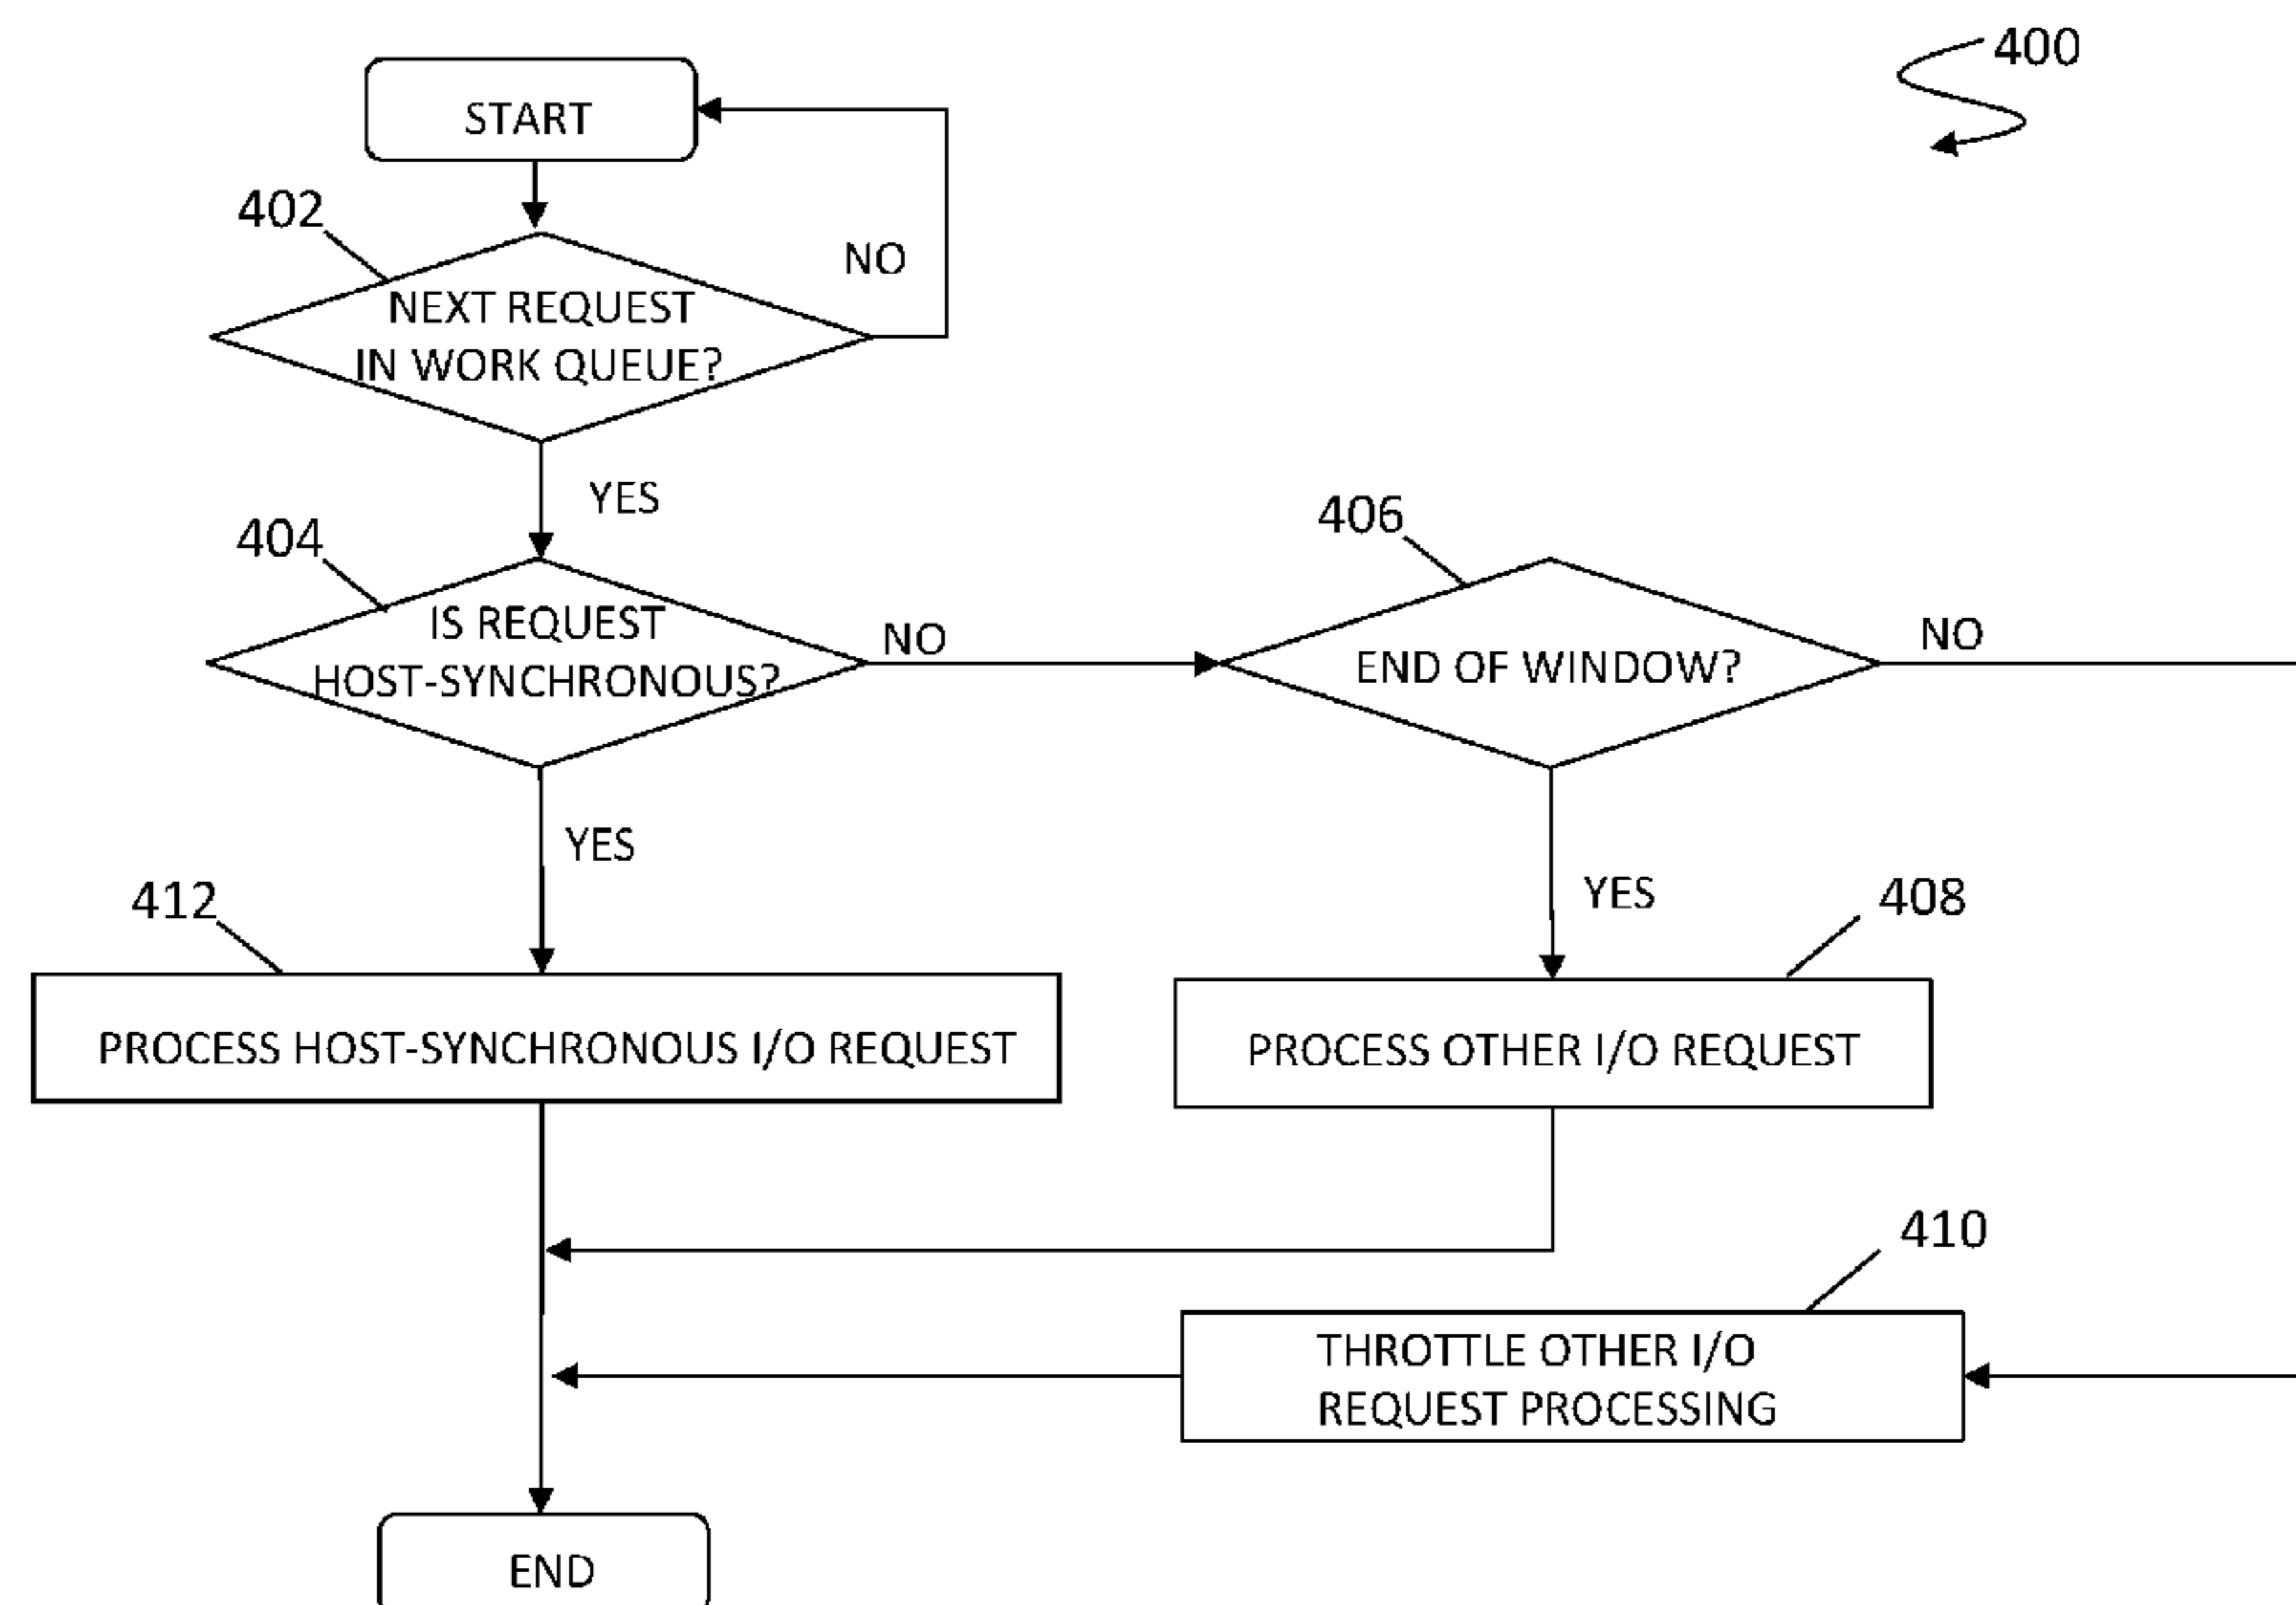 400
START
402
NO
NEXT REQUEST
IN WORK QUEUE?
YES
404
IS REQUEST
HOST-SYNCHRONOUS?
NO
406
END OF WINDOW?
NO
YES
YES
412
PROCESS HOST-SYNCHRONOUS I/O REQUEST
408
PROCESS OTHER I/O REQUEST
410
THROTTLE OTHER I/O
REQUEST PROCESSING
END